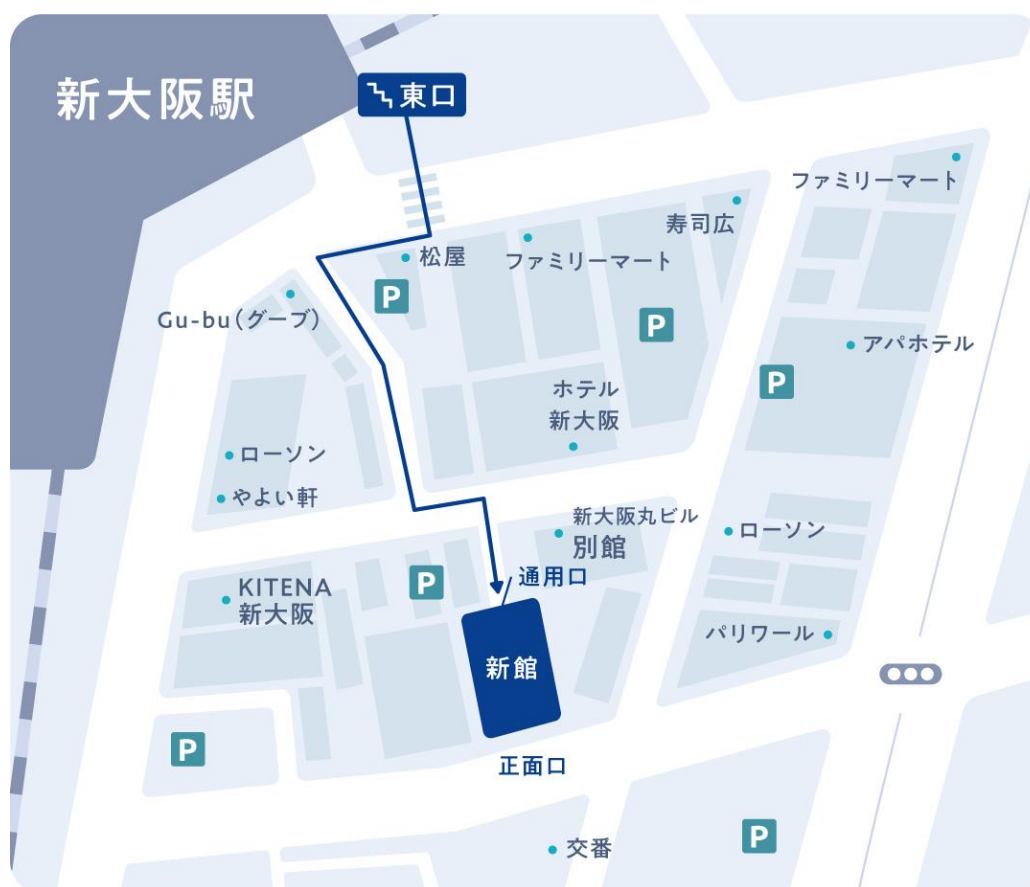 新大阪駅
東口
ファミリーマート
寿司広
松屋
ファミリーマート
P
Gu-bu（グーブ）
P
アパホテル
P
ホテル
新大阪
ローソン
やよい軒
新大阪丸ビル
別館
ローソン
通用口
P
KITENA
新大阪
パリワール
新館
P
正面口
交番
P